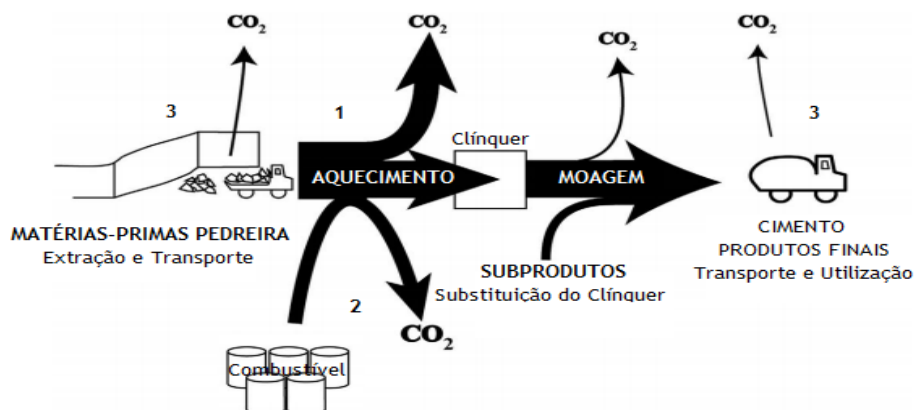 CO₂
CO₂
CO₂
CO₂
3
1
3
Clínquer
AQUECIMENTO
MOAGEM
MATÉRIAS-PRIMAS PEDREIRA
Extração e Transporte
SUBPRODUTOS
Substituição do Clínquer
CIMENTO
PRODUTOS FINAIS
Transporte e Utilização
2
CO₂
Combustível